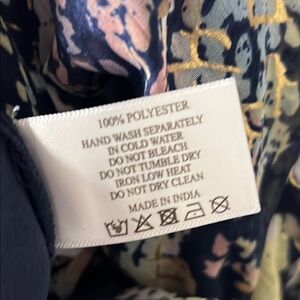 100% POLYESTER
HAND WASH SEPARATELY
IN COLD WATER
DO NOT BLEACH
DO NOT TUMBLE DRY
IRON LOW HEAT
DO NOT DRY CLEAN
MADE IN INDIA